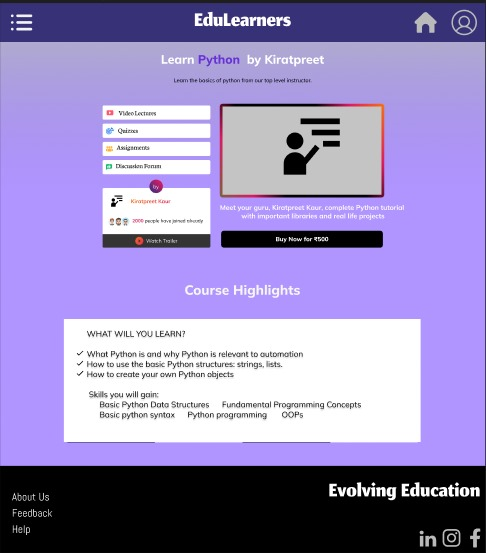 EduLearners
Learn Python by Kiratpreet
Learn the basics of python from our top level instructor.
Video Lectures
Quizzes
Assignments
Discussion Forum
by
Kiratpreet Kaur
2000 people have joined already
Watch Trailer
Meet your guru, Kiratpreet Kaur, complete Python tutorial
with important libraries and real life projects
Buy Now for ₹500
Course Highlights
WHAT WILL YOU LEARN?
What Python is and why Python is relevant to automation
How to use the basic Python structures: strings, lists.
How to create your own Python objects
Skills you will gain:
Basic Python Data Structures Fundamental Programming Concepts
Basic python syntax Python programming OOPs
Evolving Education
About Us
Feedback
Help
in f